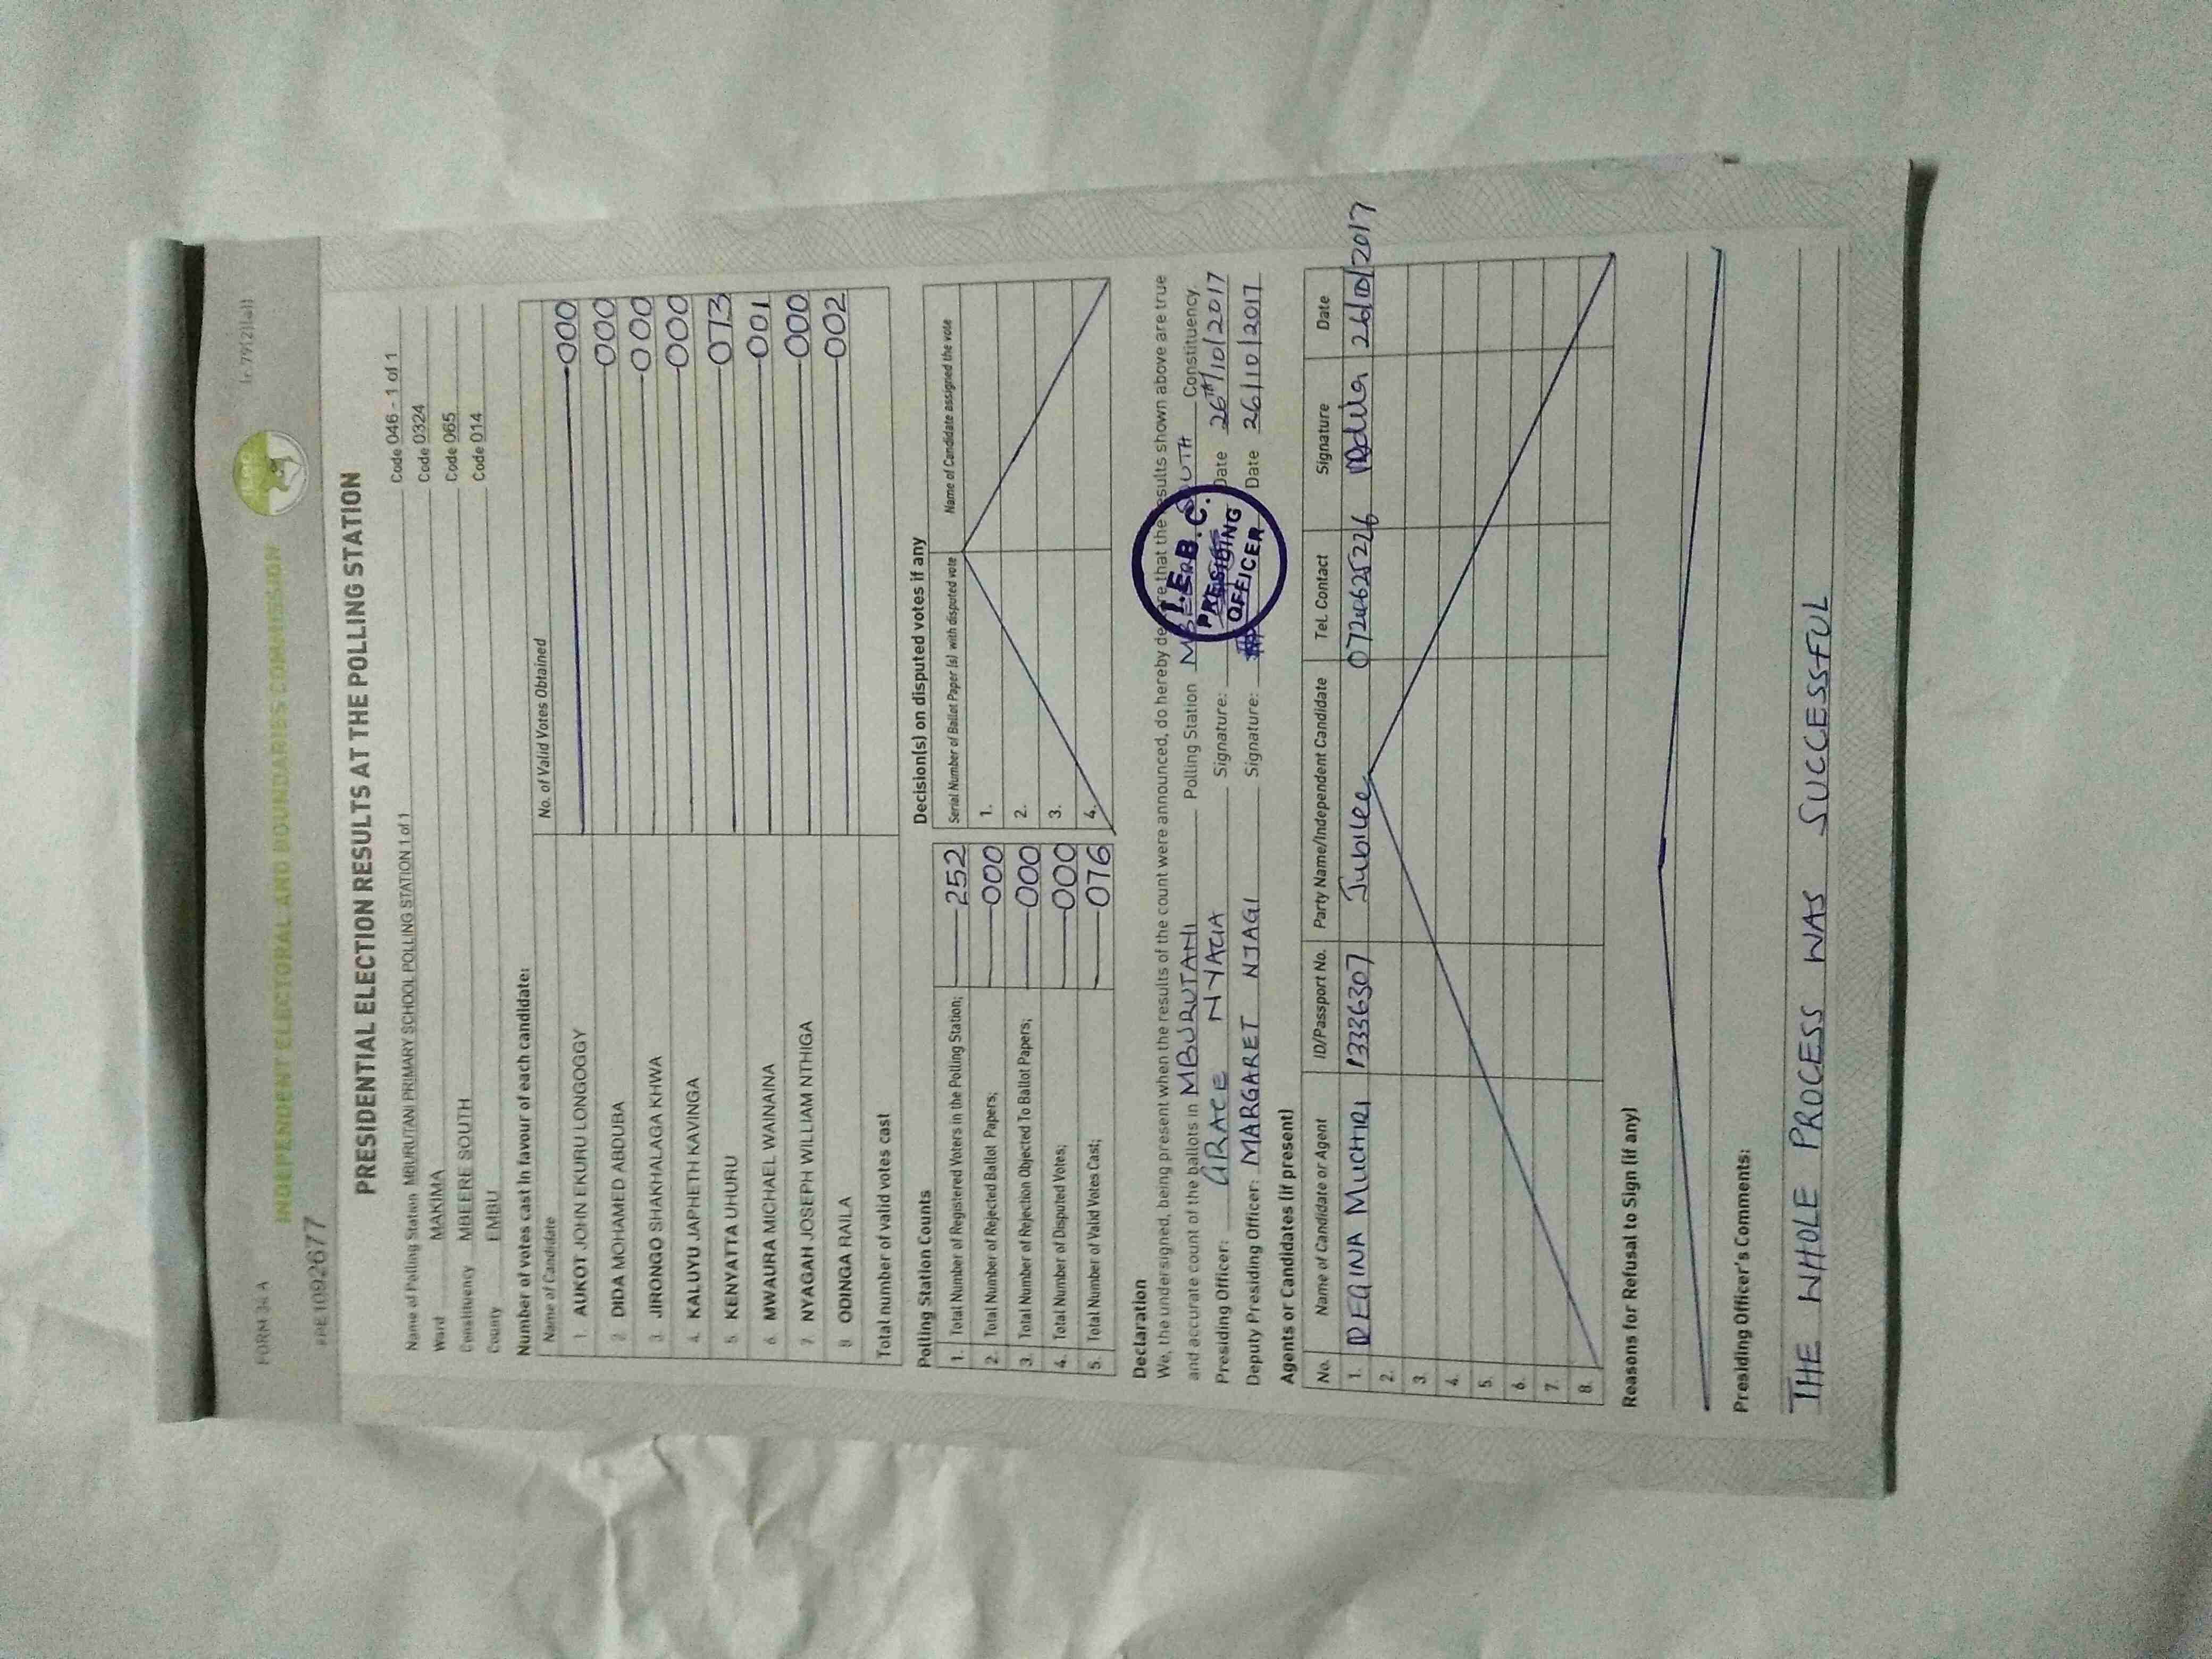 FORM 34 A
(r.79(2)(a))
IEBC
INDEPENDENT ELECTORAL AND BOUNDARIES COMMISSION
PRE1092677
PRESIDENTIAL ELECTION RESULTS AT THE POLLING STATION
Name of Polling Station MBURUTANI PRIMARY SCHOOL POLLING STATION 1 of 1 Code 046 - 1 of 1
Ward MAKIMA Code 0324
Constituency MBEERE SOUTH Code 065
County EMBU Code 014
Number of votes cast in favour of each candidate:
Name of Candidate No. of Valid Votes Obtained
1 AUKOT JOHN EKURU LONGOGGY 000
2 DIDA MOHAMED ABDUBA 000
3 JIRONGO SHAKHALAGA KHWA 000
4 KALUYU JAPHETH KAVINGA 000
5 KENYATTA UHURU 073
6 MWAURA MICHAEL WAINAINA 001
7 NYAGAH JOSEPH WILLIAM NTHIGA 000
8 ODINGA RAILA 002
Total number of valid votes cast
Polling Station Counts
1. Total Number of Registered Voters in the Polling Station; 252
2. Total Number of Rejected Ballot Papers; 000
3. Total Number of Rejection Objected To Ballot Papers; 000
4. Total Number of Disputed Votes; 000
5. Total Number of Valid Votes Cast; 076
Decision(s) on disputed votes if any
Serial Number of Ballot Paper (s) with disputed vote Name of Candidate assigned the vote
1.
2.
3.
4.
Declaration
We, the undersigned, being present when the results of the count were announced, do hereby declare that the results shown above are true
and accurate count of the ballots in MBURUTANI Polling Station MBEERE SOUTH Constituency.
Presiding Officer: GRACE NYAGA Signature: Date 26TH/10/2017
Deputy Presiding Officer: MARGARET NJAGI Signature: Date 26/10/2017
I.E.B.C.
PRESIDING
OFFICER
Agents or Candidates (if present)
No. Name of Candidate or Agent ID/Passport No. Party Name/Independent Candidate Tel. Contact Signature Date
1. REGINA MUTHRI 13336307 Jubilee 26/10/2017
2.
3.
4.
5.
6.
7.
8.
Reasons for Refusal to Sign (if any)
Presiding Officer's Comments:
THE WHOLE PROCESS WAS SUCCESSFUL